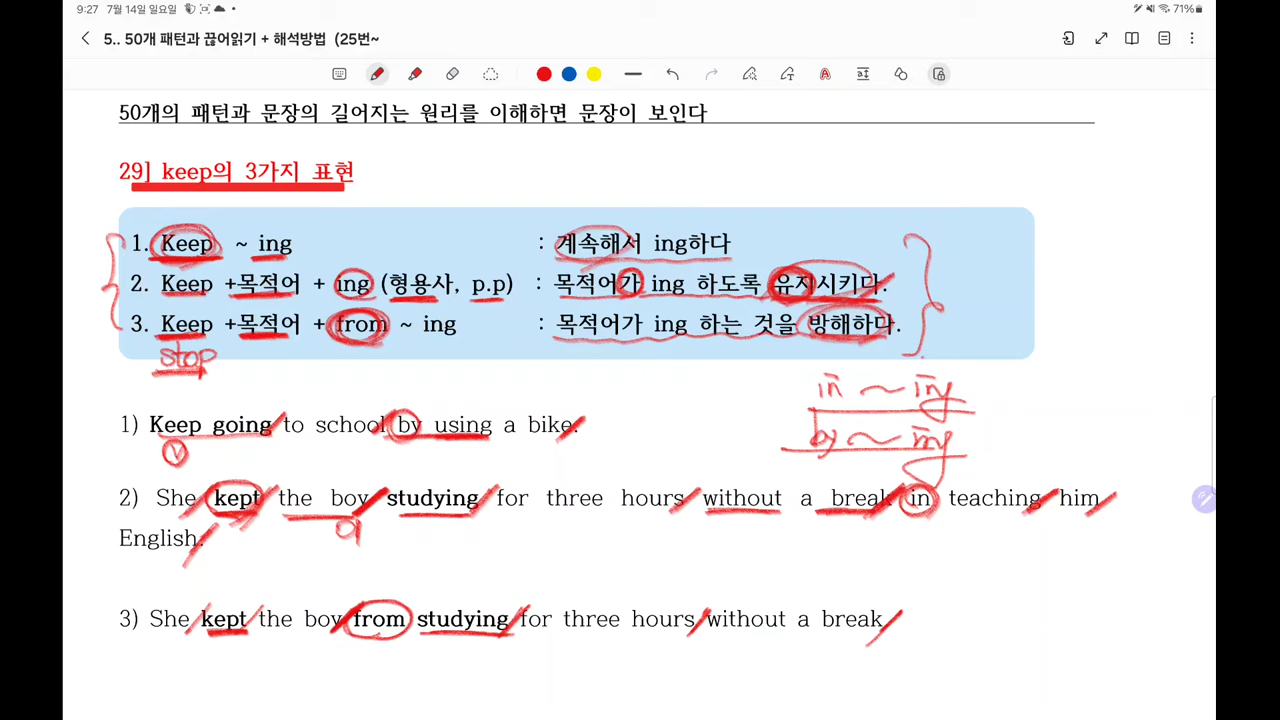 9:27 7월 14일 일요일 71%
5.. 50개 패턴과 끊어읽기 + 해석방법 (25번~
50개의 패턴과 문장의 길어지는 원리를 이해하면 문장이 보인다
29] keep의 3가지 표현
1. Keep ~ ing : 계속해서 ing하다
2. Keep +목적어 + ing (형용사, p.p) : 목적어가 ing 하도록 유지시키다.
3. Keep +목적어 + from ~ ing : 목적어가 ing 하는 것을 방해하다.
stop
in ~ ing
by ~ ing
1) Keep going to school by using a bike.
V
2) She kept the boy studying for three hours without a break in teaching him
English.
3) She kept the boy from studying for three hours without a break